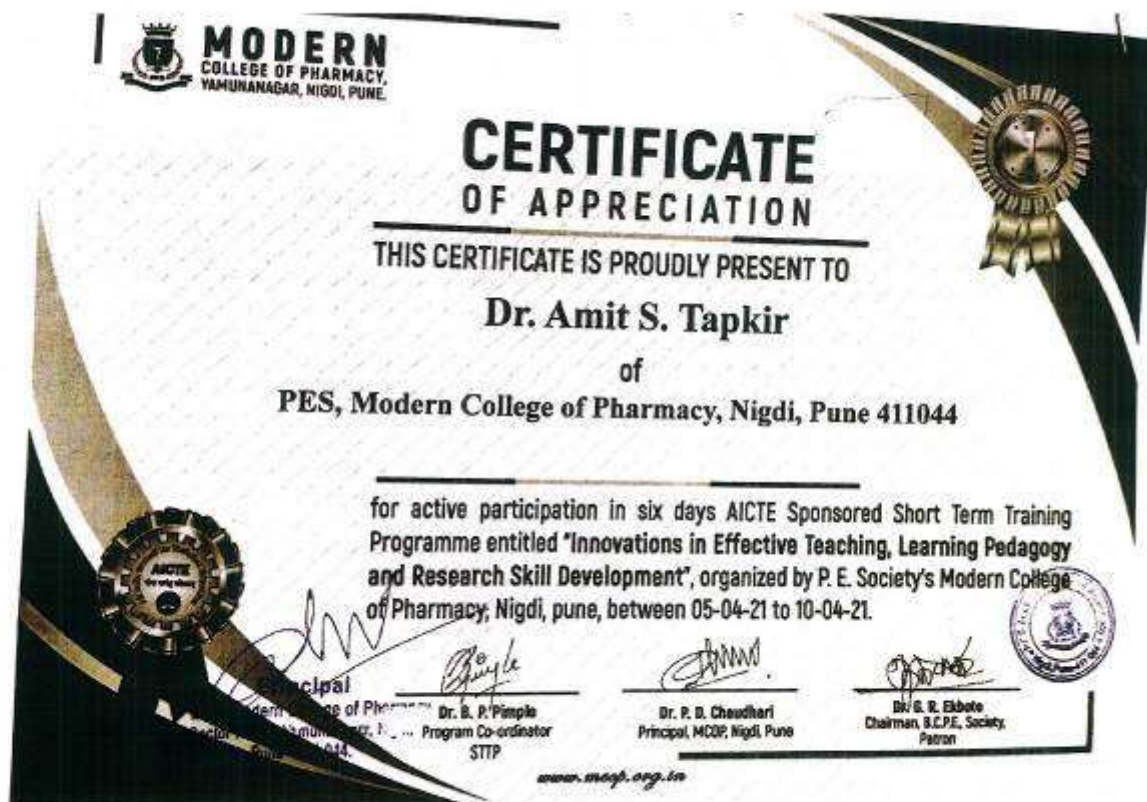 MODERN
COLLEGE OF PHARMACY,
YAMUNANAGAR, NIGDI, PUNE.
CERTIFICATE
OF APPRECIATION
THIS CERTIFICATE IS PROUDLY PRESENT TO
Dr. Amit S. Tapkir
of
PES, Modern College of Pharmacy, Nigdi, Pune 411044
for active participation in six days AICTE Sponsored Short Term Training
Programme entitled "Innovations in Effective Teaching, Learning Pedagogy
and Research Skill Development", organized by P. E. Society's Modern College
of Pharmacy, Nigdi, pune, between 05-04-21 to 10-04-21.
AICTE
Principal
College of
Dr. B. P. Pimple
Program Co-ordinator
STTP
Dr. P. D. Chaudhari
Principal, MCOP, Nigdi, Pune
Dr. G. R. Ekbote
Chairman, B.C.P.E., Society,
Patron
www.mcop.org.in